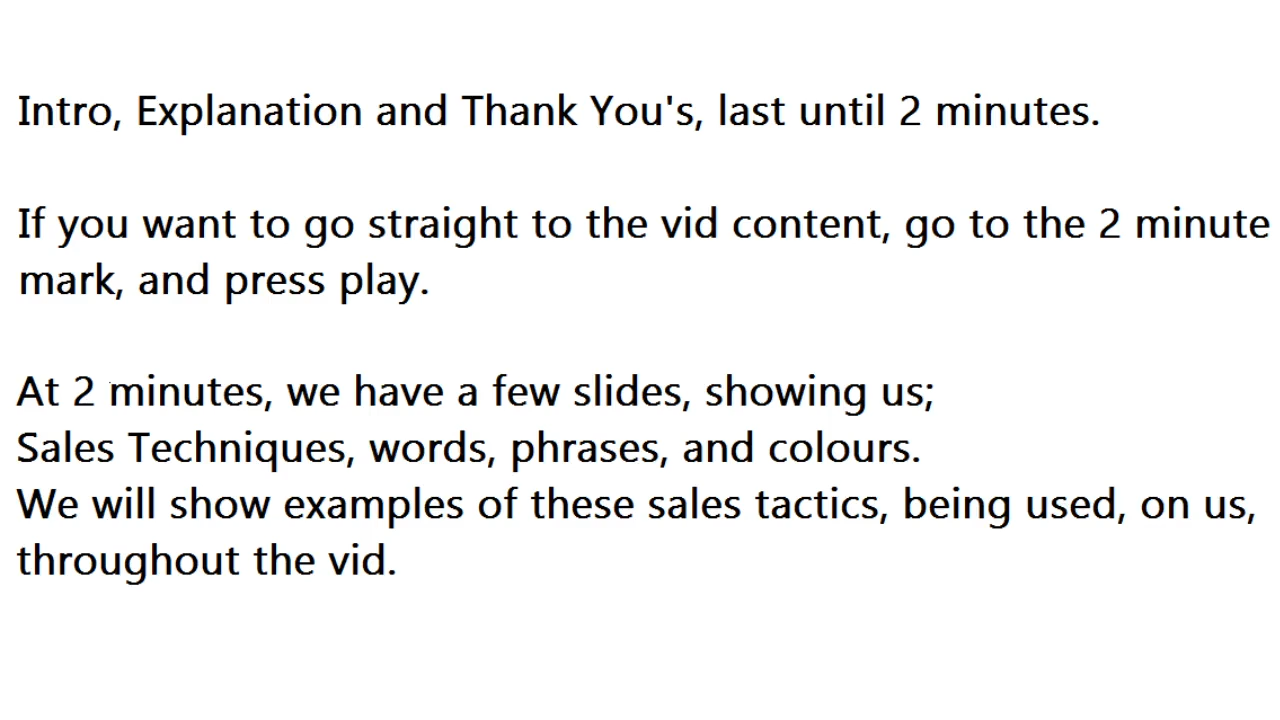 Intro, Explanation and Thank You's, last until 2 minutes.
If you want to go straight to the vid content, go to the 2 minute
mark, and press play.
At 2 minutes, we have a few slides, showing us;
Sales Techniques, words, phrases, and colours.
We will show examples of these sales tactics, being used, on us,
throughout the vid.